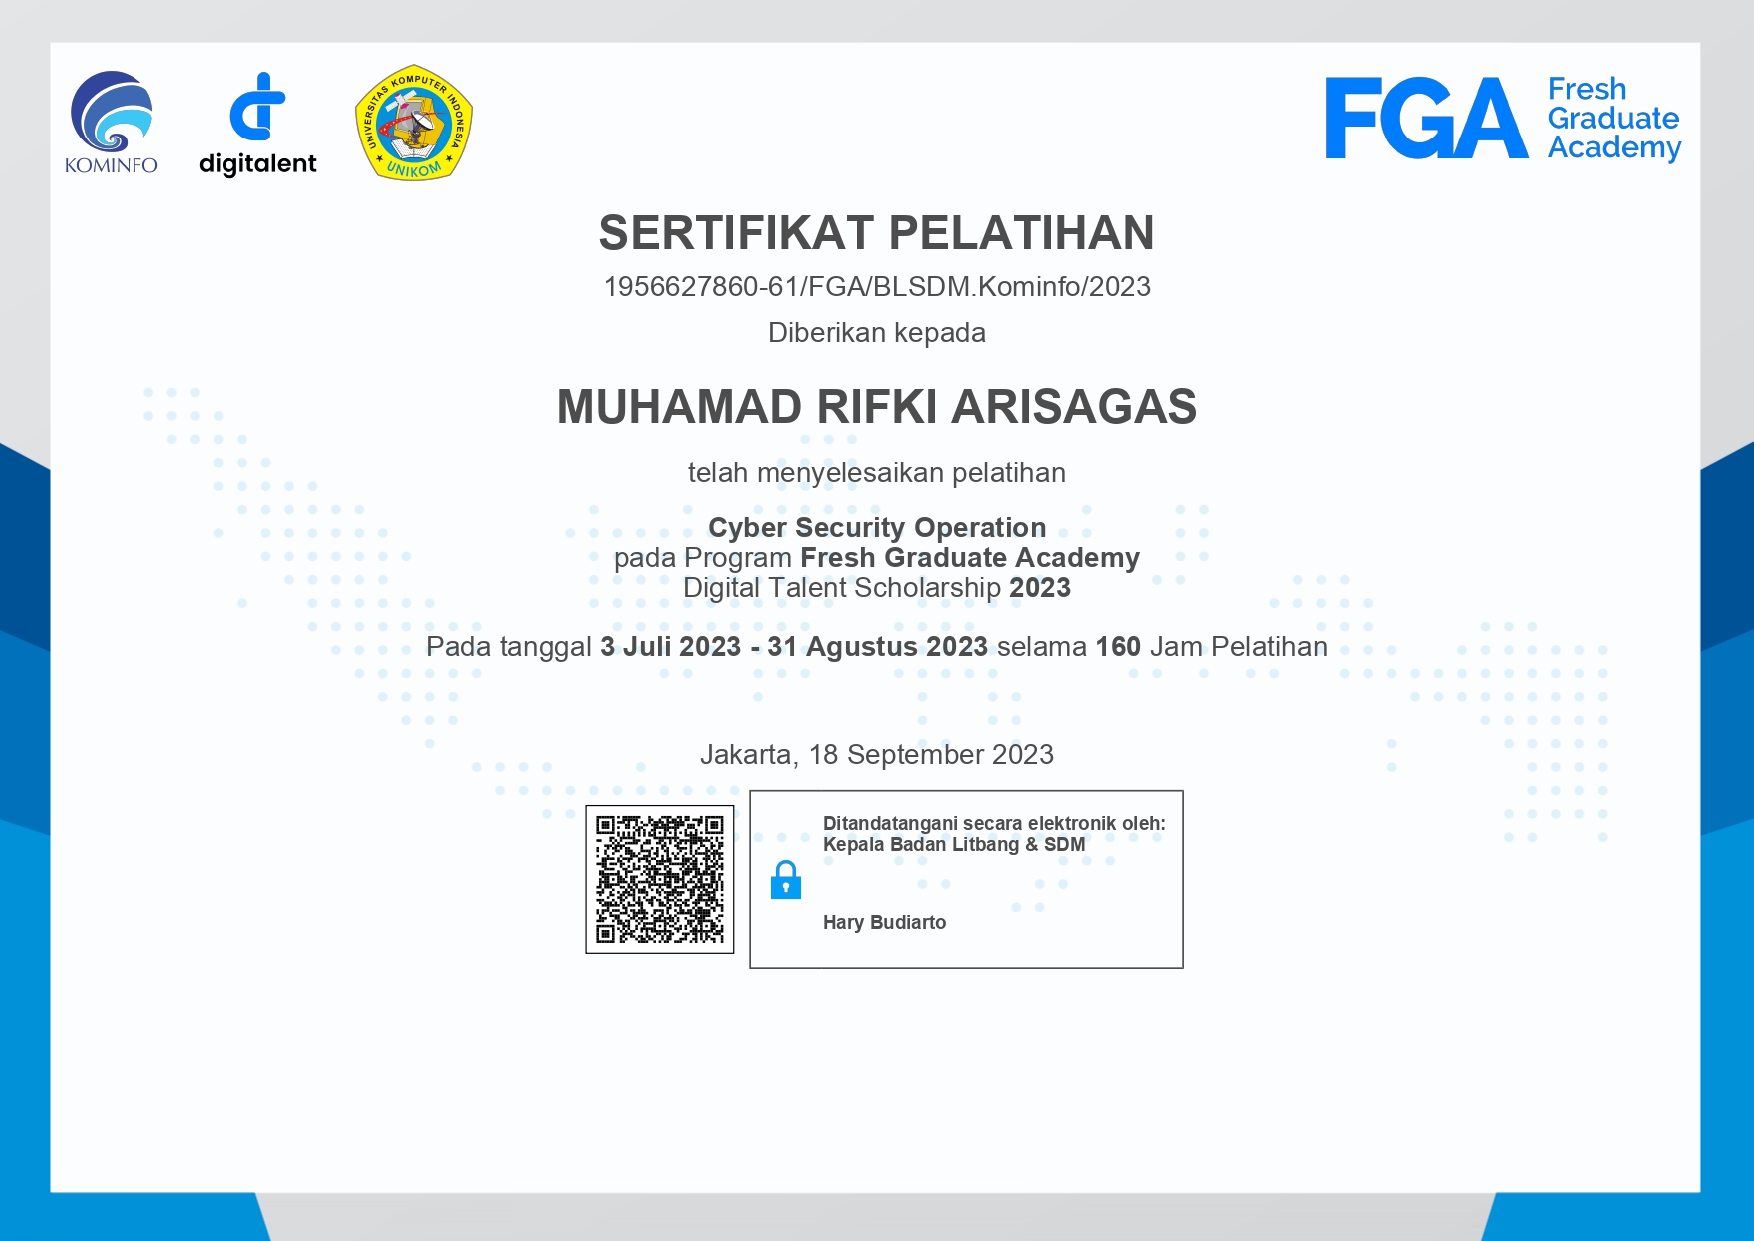 KOMINFO
digitalent
UNIVERSITAS KOMPUTER INDONESIA
UNIKOM
FGA
Fresh
Graduate
Academy
SERTIFIKAT PELATIHAN
1956627860-61/FGA/BLSDM.Kominfo/2023
Diberikan kepada
MUHAMAD RIFKI ARISAGAS
telah menyelesaikan pelatihan
Cyber Security Operation
pada Program Fresh Graduate Academy
Digital Talent Scholarship 2023
Pada tanggal 3 Juli 2023 - 31 Agustus 2023 selama 160 Jam Pelatihan
Jakarta, 18 September 2023
Ditandatangani secara elektronik oleh:
Kepala Badan Litbang & SDM
Hary Budiarto